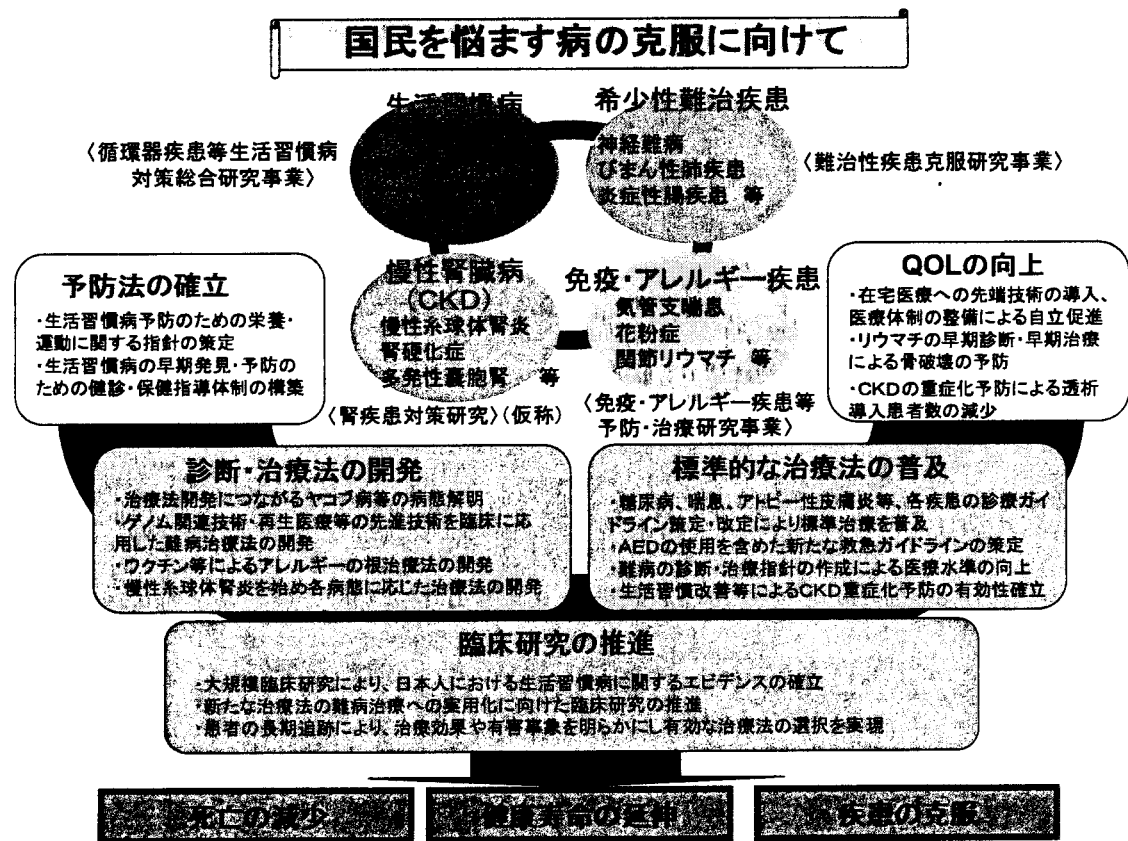 国民を悩ます病の克服に向けて
生活習慣病
〈循環器疾患等生活習慣病
対策総合研究事業〉
希少性難治疾患
神経難病
びまん性肺疾患
炎症性腸疾患 等
〈難治性疾患克服研究事業〉
慢性腎臓病
(CKD)
慢性糸球体腎炎
腎硬化症
多発性嚢胞腎 等
〈腎疾患対策研究〉(仮称)
免疫・アレルギー疾患
気管支喘息
花粉症
関節リウマチ 等
〈免疫・アレルギー疾患等
予防・治療研究事業〉
予防法の確立
・生活習慣病予防のための栄養・
運動に関する指針の策定
・生活習慣病の早期発見・予防の
ための健診・保健指導体制の構築
QOLの向上
・在宅医療への先端技術の導入、
医療体制の整備による自立促進
・リウマチの早期診断・早期治療
による骨破壊の予防
・CKDの重症化予防による透析
導入患者数の減少
診断・治療法の開発
・治療法開発につながるヤコブ病等の病態解明
・ゲノム関連技術・再生医療等の先進技術を臨床に応
用した難病治療法の開発
・ワクチン等によるアレルギーの根治療法の開発
・慢性糸球体腎炎を始め各病態に応じた治療法の開発
標準的な治療法の普及
・糖尿病、喘息、アトピー性皮膚炎等、各疾患の診療ガイ
ドライン策定・改定により標準治療を普及
・AEDの使用を含めた新たな救急ガイドラインの策定
・難病の診断・治療指針の作成による医療水準の向上
・生活習慣改善等によるCKD重症化予防の有効性確立
臨床研究の推進
・大規模臨床研究により、日本人における生活習慣病に関するエビデンスの確立
・新たな治療法の難病治療への実用化に向けた臨床研究の推進
・患者の長期追跡により、治療効果や有害事象を明らかにし有効な治療法の選択を実現
死亡の減少
健康寿命の延伸
疾患の克服